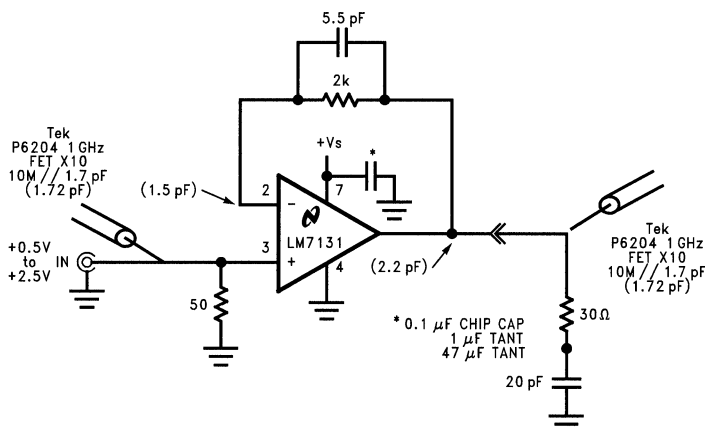 5.5 pF
2k
Tek
P6204 1 GHz
FET X10
10M // 1.7 pF
(1.72 pF)
+Vs
*
(1.5 pF)
2
7
−
LM7131
3
+
4
+0.5V
to
+2.5V
IN
50
(2.2 pF)
Tek
P6204 1 GHz
FET X10
10M // 1.7 pF
(1.72 pF)
* 0.1 μF CHIP CAP
1 μF TANT
47 μF TANT
30Ω
20 pF